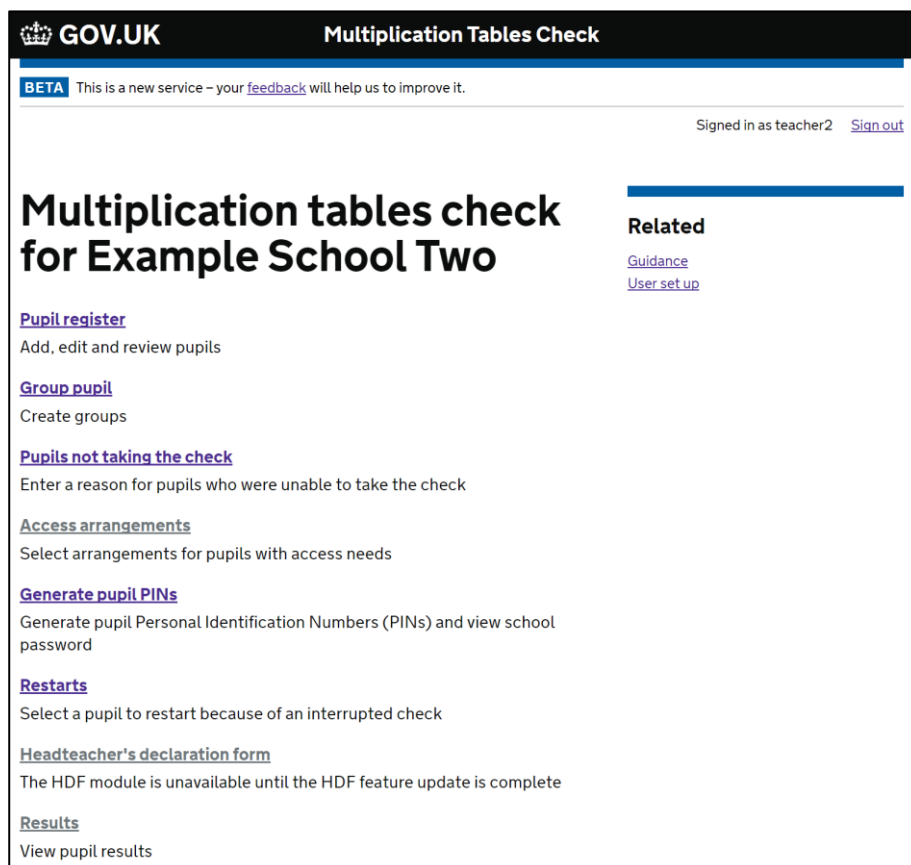 GOV.UK Multiplication Tables Check
BETA This is a new service – your feedback will help us to improve it.
Signed in as teacher2 Sign out
Multiplication tables check
for Example School Two
Related
Guidance
User set up
Pupil register
Add, edit and review pupils
Group pupil
Create groups
Pupils not taking the check
Enter a reason for pupils who were unable to take the check
Access arrangements
Select arrangements for pupils with access needs
Generate pupil PINs
Generate pupil Personal Identification Numbers (PINs) and view school
password
Restarts
Select a pupil to restart because of an interrupted check
Headteacher's declaration form
The HDF module is unavailable until the HDF feature update is complete
Results
View pupil results